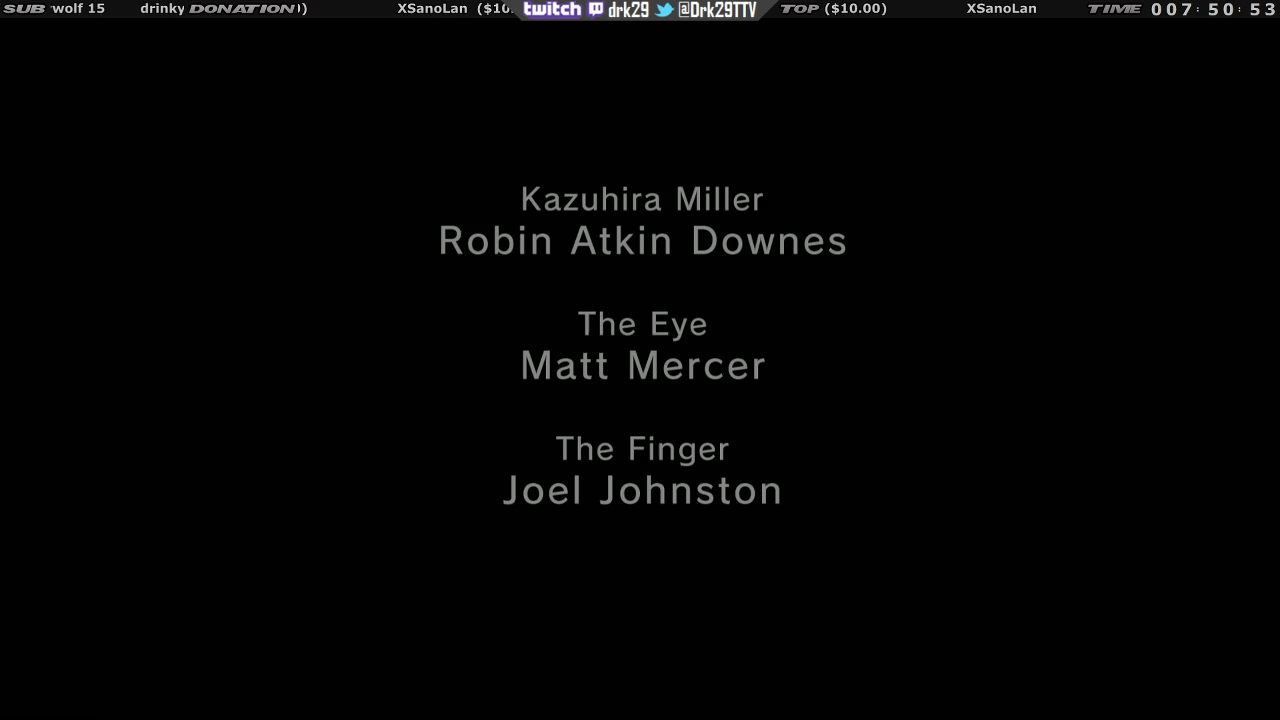 SUB wolf 15 drinky DONATION ) XSanoLan ($10. twitch drk29 @Drk29TTV TOP ($10.00) XSanoLan TIME 007:50:53
Kazuhira Miller
Robin Atkin Downes
The Eye
Matt Mercer
The Finger
Joel Johnston